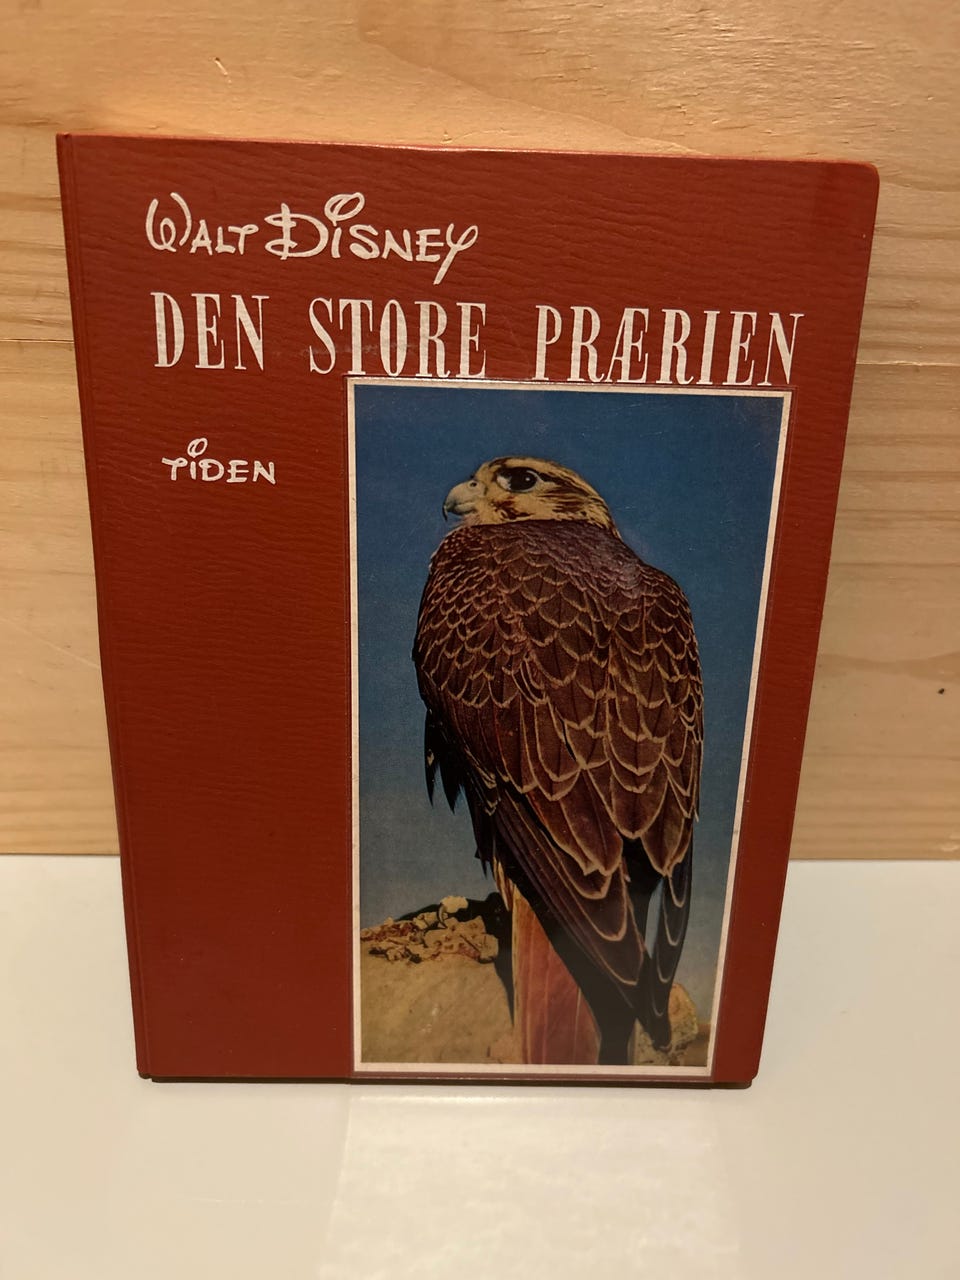 WALT DISNEY
DEN STORE PRÆRIEN
TIDEN